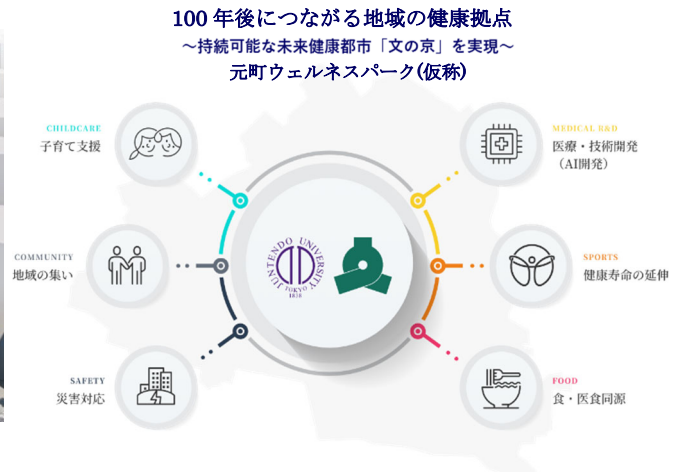 100年後につながる地域の健康拠点
～持続可能な未来健康都市「文の京」を実現～
元町ウェルネスパーク(仮称)
CHILDCARE
子育て支援
MEDICAL R&D
医療・技術開発
（AI開発）
COMMUNITY
地域の集い
JUNTENDO UNIVERSITY
TOKYO
1838
SPORTS
健康寿命の延伸
SAFETY
災害対応
FOOD
食・医食同源